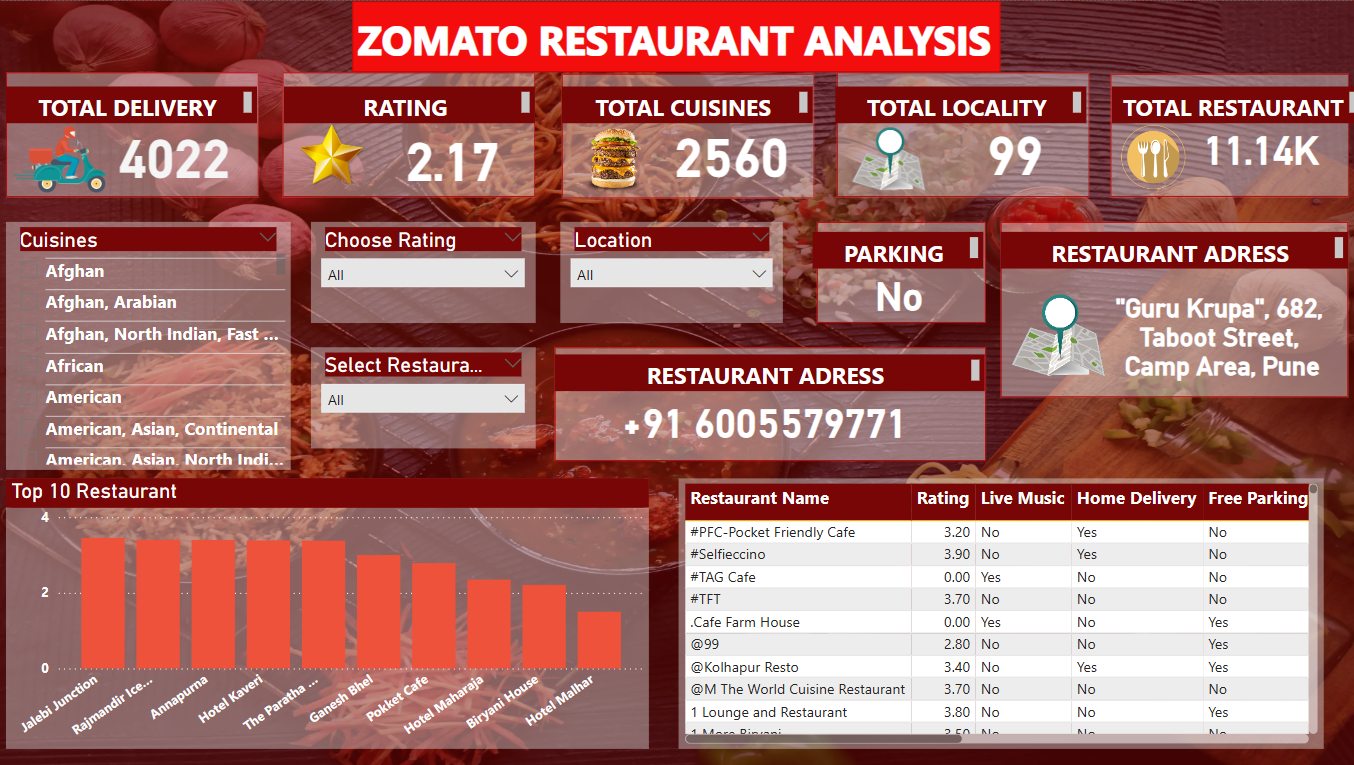 ZOMATO RESTAURANT ANALYSIS
TOTAL DELIVERY
4022
RATING
2.17
TOTAL CUISINES
2560
TOTAL LOCALITY
99
TOTAL RESTAURANT
11.14K
Cuisines
Afghan
Afghan, Arabian
Afghan, North Indian, Fast ...
African
American
American, Asian, Continental
American, Asian, North Indi...
Choose Rating
All
Location
All
Select Restaura...
All
PARKING
No
RESTAURANT ADRESS
+91 6005579771
RESTAURANT ADRESS
"Guru Krupa", 682,
Taboot Street,
Camp Area, Pune
Top 10 Restaurant
4
2
0
Jalebi Junction
Rajmandir Ice...
Annapurna
Hotel Kaveri
The Paratha ...
Ganesh Bhel
Pokket Cafe
Hotel Maharaja
Biryani House
Hotel Malhar
Restaurant Name Rating Live Music Home Delivery Free Parking
#PFC-Pocket Friendly Cafe 3.20 No Yes No
#Selfieccino 3.90 No Yes No
#TAG Cafe 0.00 Yes No No
#TFT 3.70 No No No
.Cafe Farm House 0.00 Yes No Yes
@99 2.80 No No Yes
@Kolhapur Resto 3.40 No Yes Yes
@M The World Cuisine Restaurant 3.70 No No No
1 Lounge and Restaurant 3.80 No No Yes
1 More Biryani 3.50 No No Yes